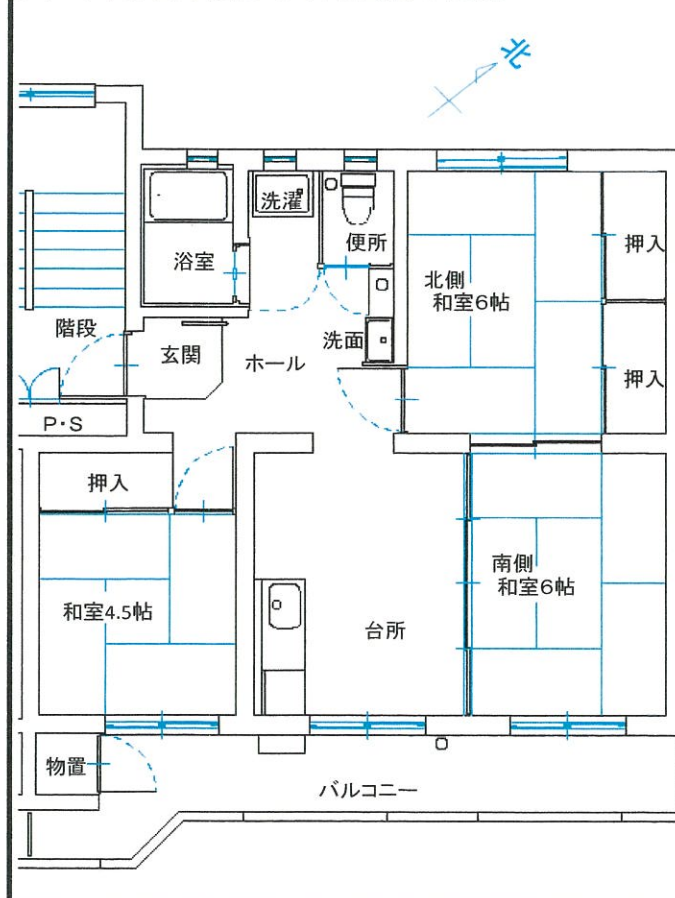 北
洗濯
便所
浴室
押入
北側
和室6帖
階段
玄関
ホール
洗面
押入
P・S
押入
南側
和室6帖
和室4.5帖
台所
物置
バルコニー